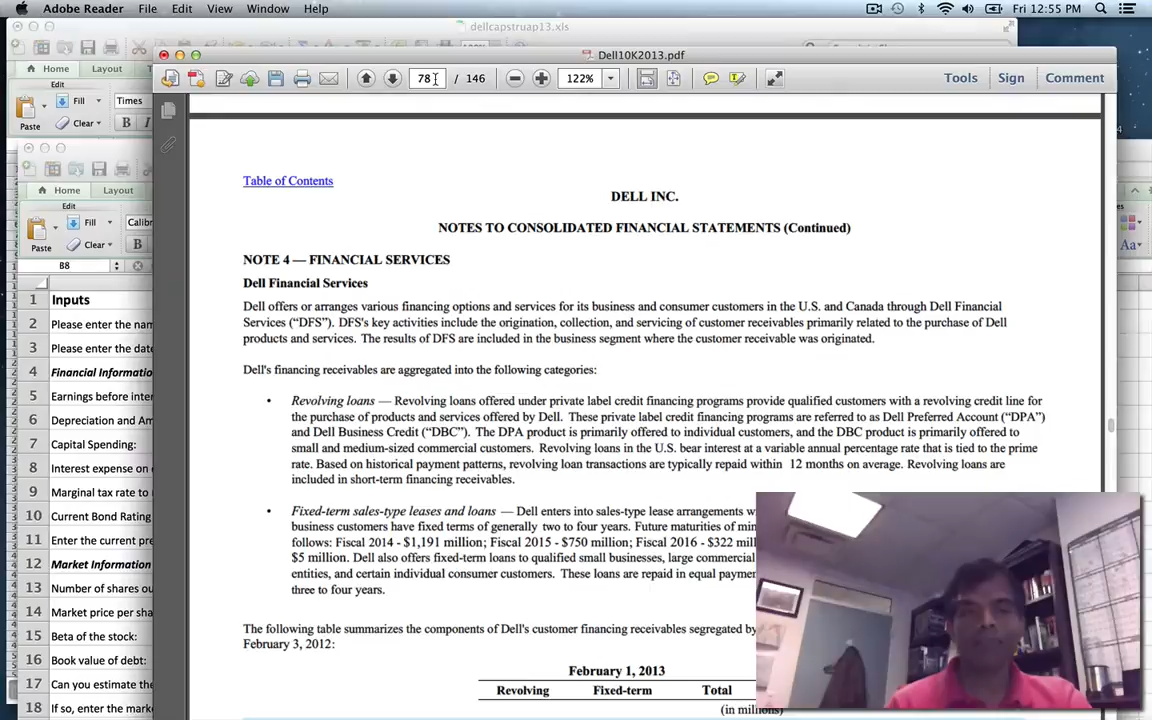 Adobe Reader File Edit View Window Help Fri 12:55 PM
dellcapstruap13.xls
Dell10K2013.pdf
78 / 146 122% Tools Sign Comment
Home Layout
Edit
Fill Times
Paste Clear B I
Home Layout
Edit
Fill Calibr
Paste Clear B
Aa
B8
1 Inputs
2 Please enter the nam
3 Please enter the date
4 Financial Informatio
5 Earnings before inter
6 Depreciation and Am
7 Capital Spending:
8 Interest expense on
9 Marginal tax rate to
10 Current Bond Rating
11 Enter the current pre
12 Market Information
13 Number of shares ou
14 Market price per sha
15 Beta of the stock:
16 Book value of debt:
17 Can you estimate the
18 If so, enter the marke
Table of Contents
DELL INC.
NOTES TO CONSOLIDATED FINANCIAL STATEMENTS (Continued)
NOTE 4 — FINANCIAL SERVICES
Dell Financial Services
Dell offers or arranges various financing options and services for its business and consumer customers in the U.S. and Canada through Dell Financial
Services (“DFS”). DFS's key activities include the origination, collection, and servicing of customer receivables primarily related to the purchase of Dell
products and services. The results of DFS are included in the business segment where the customer receivable was originated.
Dell's financing receivables are aggregated into the following categories:
• Revolving loans — Revolving loans offered under private label credit financing programs provide qualified customers with a revolving credit line for
the purchase of products and services offered by Dell. These private label credit financing programs are referred to as Dell Preferred Account (“DPA”)
and Dell Business Credit (“DBC”). The DPA product is primarily offered to individual customers, and the DBC product is primarily offered to
small and medium-sized commercial customers. Revolving loans in the U.S. bear interest at a variable annual percentage rate that is tied to the prime
rate. Based on historical payment patterns, revolving loan transactions are typically repaid within 12 months on average. Revolving loans are
included in short-term financing receivables.
• Fixed-term sales-type leases and loans — Dell enters into sales-type lease arrangements w
business customers have fixed terms of generally two to four years. Future maturities of min
follows: Fiscal 2014 - $1,191 million; Fiscal 2015 - $750 million; Fiscal 2016 - $322 mill
$5 million. Dell also offers fixed-term loans to qualified small businesses, large commercial
entities, and certain individual consumer customers. These loans are repaid in equal payme
three to four years.
The following table summarizes the components of Dell's customer financing receivables segregated by
February 3, 2012:
February 1, 2013
Revolving Fixed-term Total
(in millions)